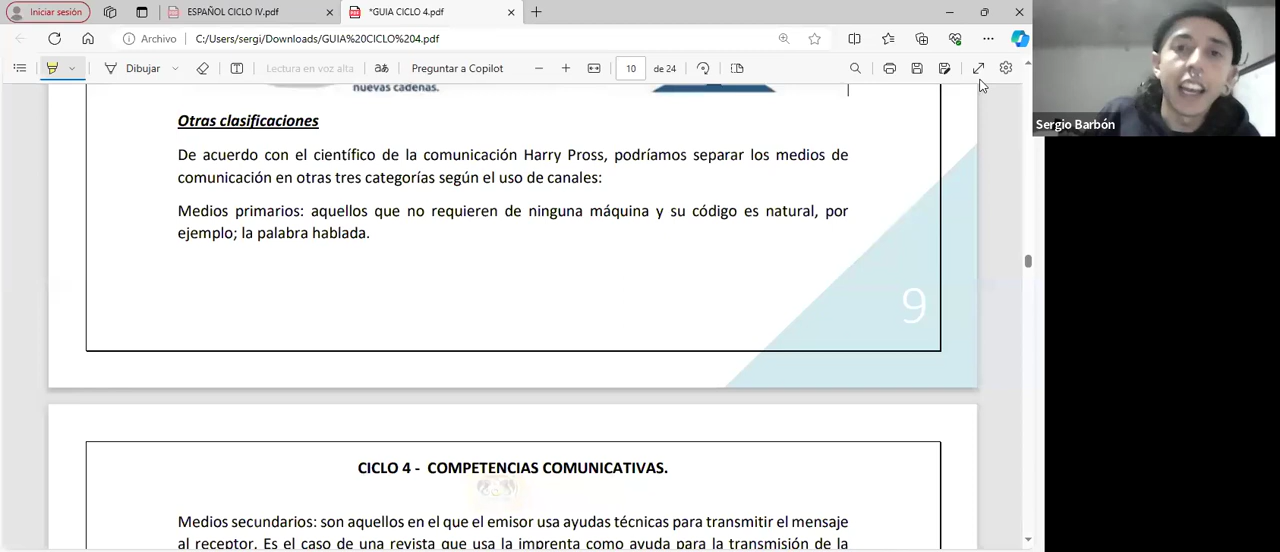 Iniciar sesión
ESPAÑOL CICLO IV.pdf
*GUIA CICLO 4.pdf
Archivo
C:/Users/sergi/Downloads/GUIA%20CICLO%204.pdf
Dibujar
Lectura en voz alta
Preguntar a Copilot
10
de 24
nuevas cadenas.
Otras clasificaciones
De acuerdo con el científico de la comunicación Harry Pross, podríamos separar los medios de
comunicación en otras tres categorías según el uso de canales:
Medios primarios: aquellos que no requieren de ninguna máquina y su código es natural, por
ejemplo; la palabra hablada.
9
CICLO 4 - COMPETENCIAS COMUNICATIVAS.
Medios secundarios: son aquellos en el que el emisor usa ayudas técnicas para transmitir el mensaje
al receptor. Es el caso de una revista que usa la imprenta como ayuda para la transmisión de la
Sergio Barbón